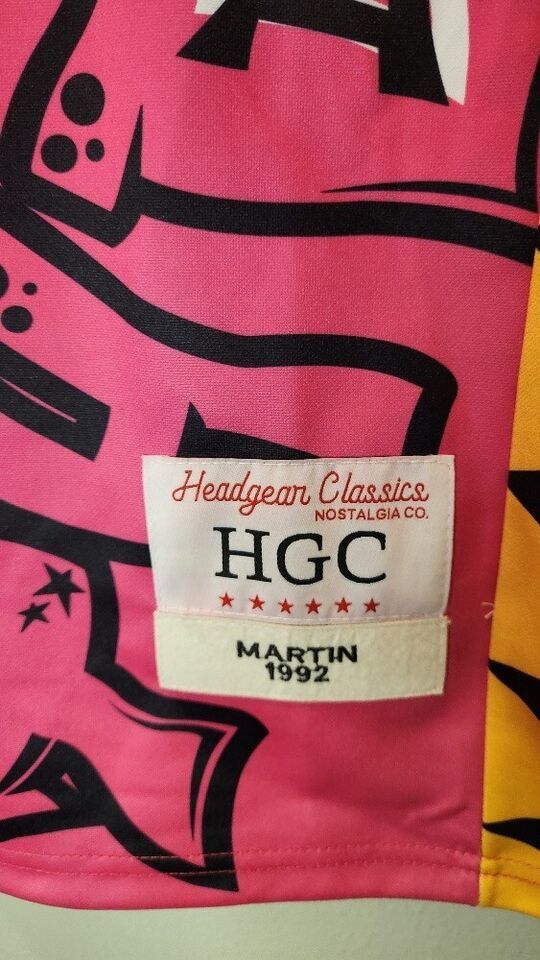 Headgear Classics
NOSTALGIA CO.
HGC
MARTIN
1992